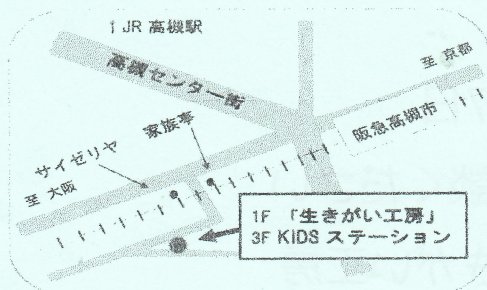 ↑JR 高槻駅
高槻センター街
至 京都
阪急高槻市
家族亭
サイゼリヤ
至 大阪
1F 「生きがい工房」
3F KIDS ステーション